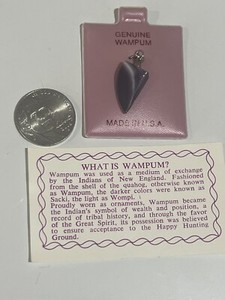 GENUINE
WAMPUM
MADE IN U.S.A.
WHAT IS WAMPUM?
Wampum was used as a medium of exchange
by the Indians of New England. Fashioned
from the shell of the quahog, otherwise known
as Wampum, the darker colors were known as
Sacki, the light as Wompi.
Proudly worn as ornaments, Wampum became
the Indian's symbol of wealth and position, a
record of tribal history, and through the favor
of the Great Spirit, its possession was believed
to ensure acceptance to the Happy Hunting
Ground.